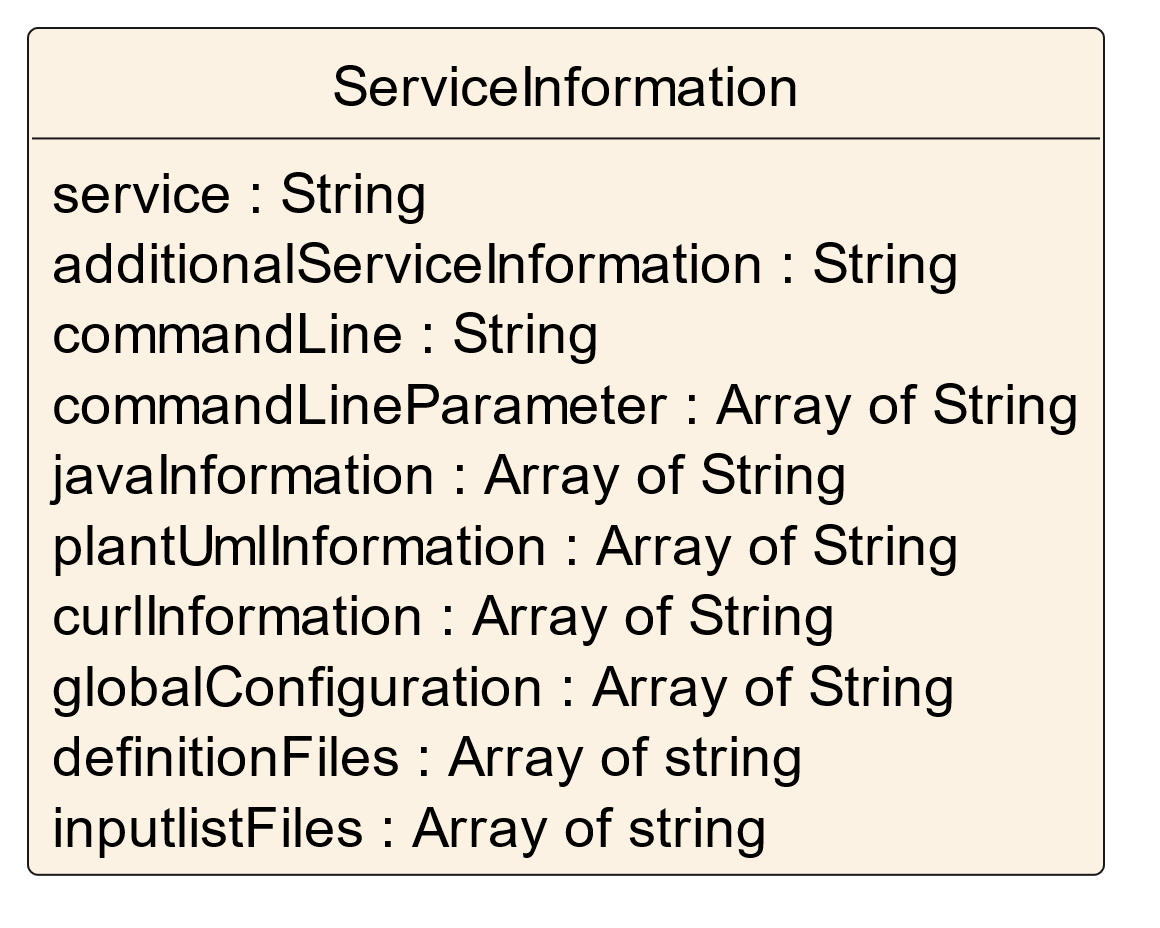 ServiceInformation
service : String
additionalServiceInformation : String
commandLine : String
commandLineParameter : Array of String
javaInformation : Array of String
plantUmlInformation : Array of String
curlInformation : Array of String
globalConfiguration : Array of String
definitionFiles : Array of string
inputlistFiles : Array of string